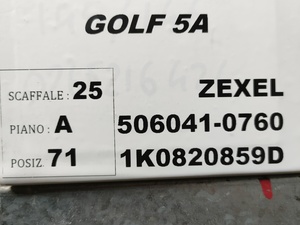 GOLF 5A
SCAFFALE : 25 ZEXEL
PIANO : A 506041-0760
POSIZ 71 1K0820859D